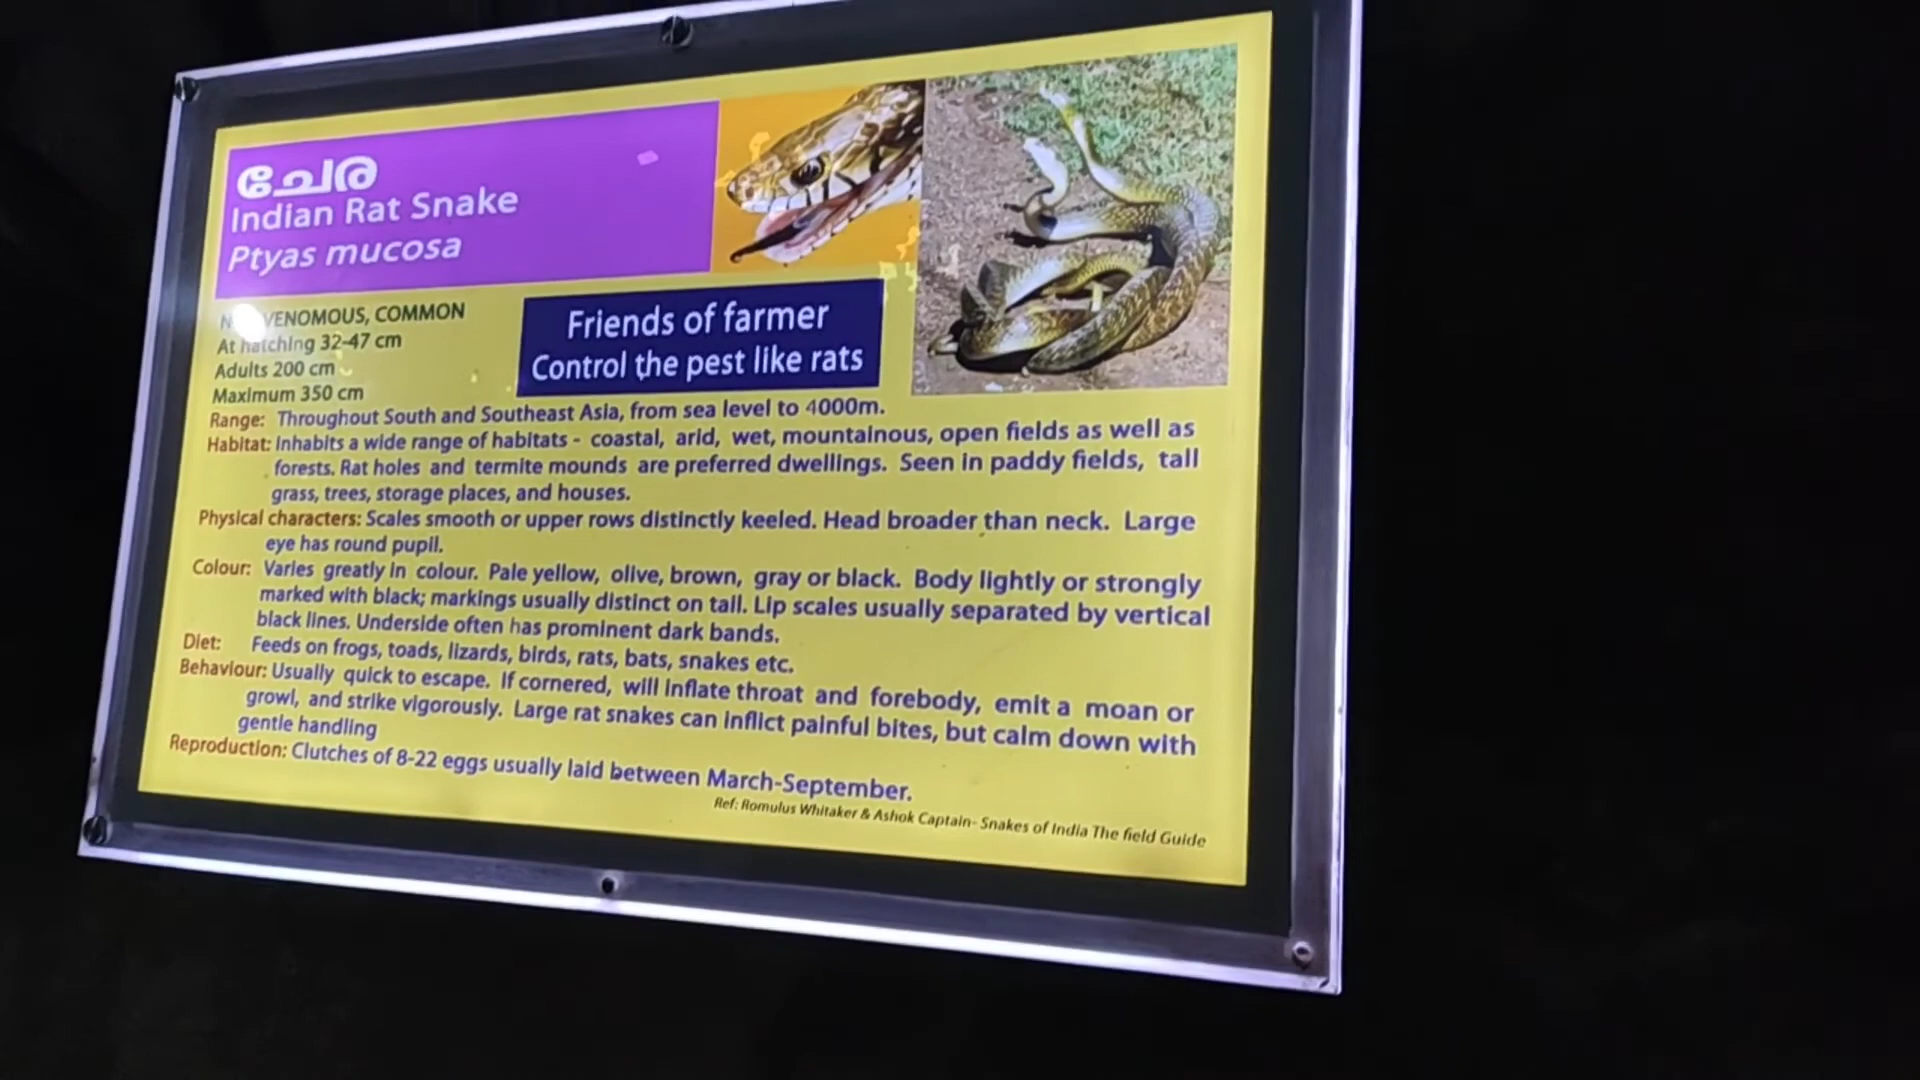 ചേര
Indian Rat Snake
Ptyas mucosa
VENOMOUS, COMMON
At hatching 32-47 cm
Adults 200 cm
Maximum 350 cm
Friends of farmer
Control the pest like rats
Range: Throughout South and Southeast Asia, from sea level to 4000m.
Habitat: Inhabits a wide range of habitats - coastal, arid, wet, mountainous, open fields as well as
forests. Rat holes and termite mounds are preferred dwellings. Seen in paddy fields, tall
grass, trees, storage places, and houses.
Physical characters: Scales smooth or upper rows distinctly keeled. Head broader than neck. Large
eye has round pupil.
Colour: Varies greatly in colour. Pale yellow, olive, brown, gray or black. Body lightly or strongly
marked with black; markings usually distinct on tail. Lip scales usually separated by vertical
black lines. Underside often has prominent dark bands.
Diet: Feeds on frogs, toads, lizards, birds, rats, bats, snakes etc.
Behaviour: Usually quick to escape. If cornered, will inflate throat and forebody, emit a moan or
growl, and strike vigorously. Large rat snakes can inflict painful bites, but calm down with
gentle handling
Reproduction: Clutches of 8-22 eggs usually laid between March-September.
Ref: Romulus Whitaker & Ashok Captain- Snakes of India The field Guide